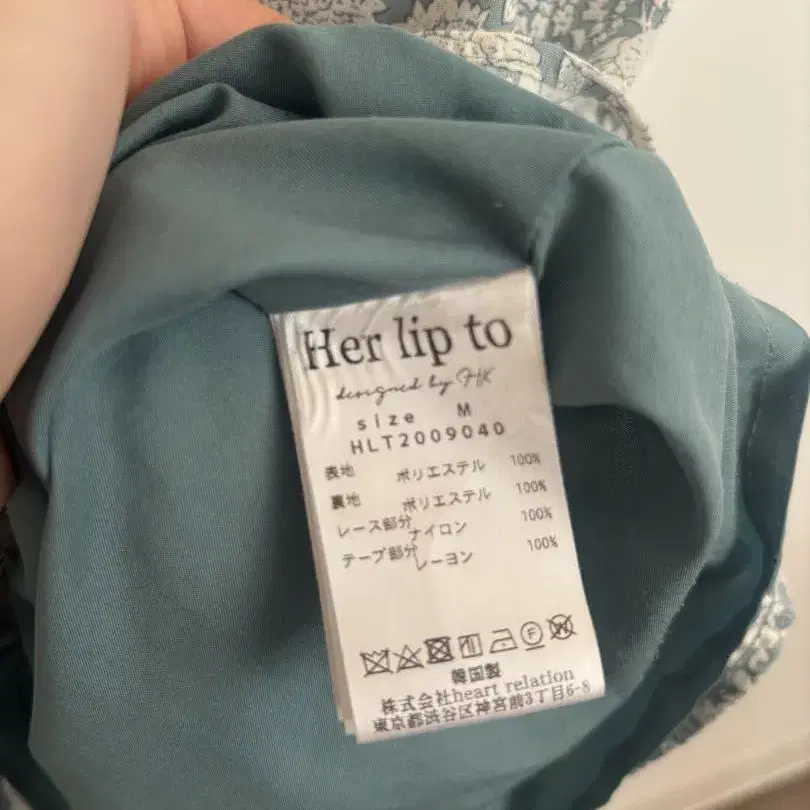 Her lip to
designed by HK
size M
HLT2009040
表地 ポリエステル 100%
裏地 ポリエステル 100%
レース部分 ナイロン 100%
テープ部分 レーヨン 100%
韓国製
株式会社heart relation
東京都渋谷区神宮前3丁目6-8